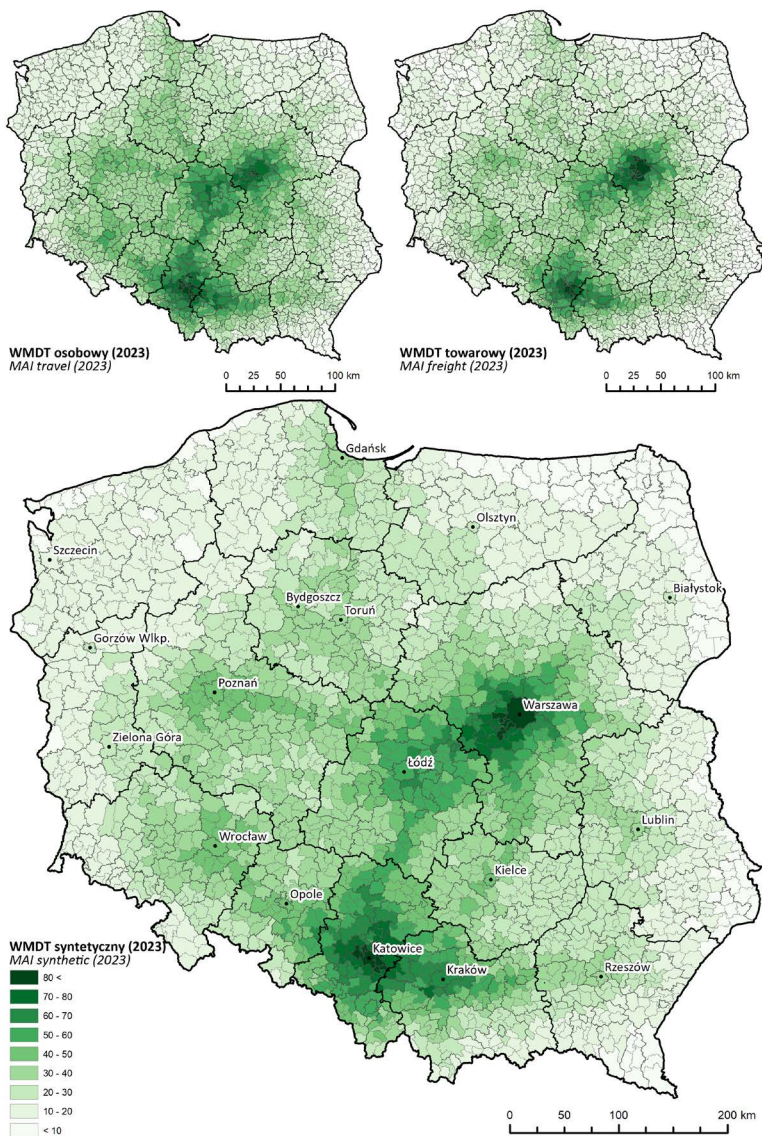 WMDT osobowy (2023)
MAI travel (2023)
0 25 50 100 km
WMDT towarowy (2023)
MAI freight (2023)
0 25 50 100 km
Gdańsk
Olsztyn
Szczecin
Białystok
Bydgoszcz
Toruń
Gorzów Wlkp.
Poznań
Warszawa
Zielona Góra
Łódź
Lublin
Wrocław
Kielce
Opole
Katowice
Kraków
Rzeszów
WMDT syntetyczny (2023)
MAI synthetic (2023)
80 <
70 - 80
60 - 70
50 - 60
40 - 50
30 - 40
20 - 30
10 - 20
< 10
0 50 100 200 km